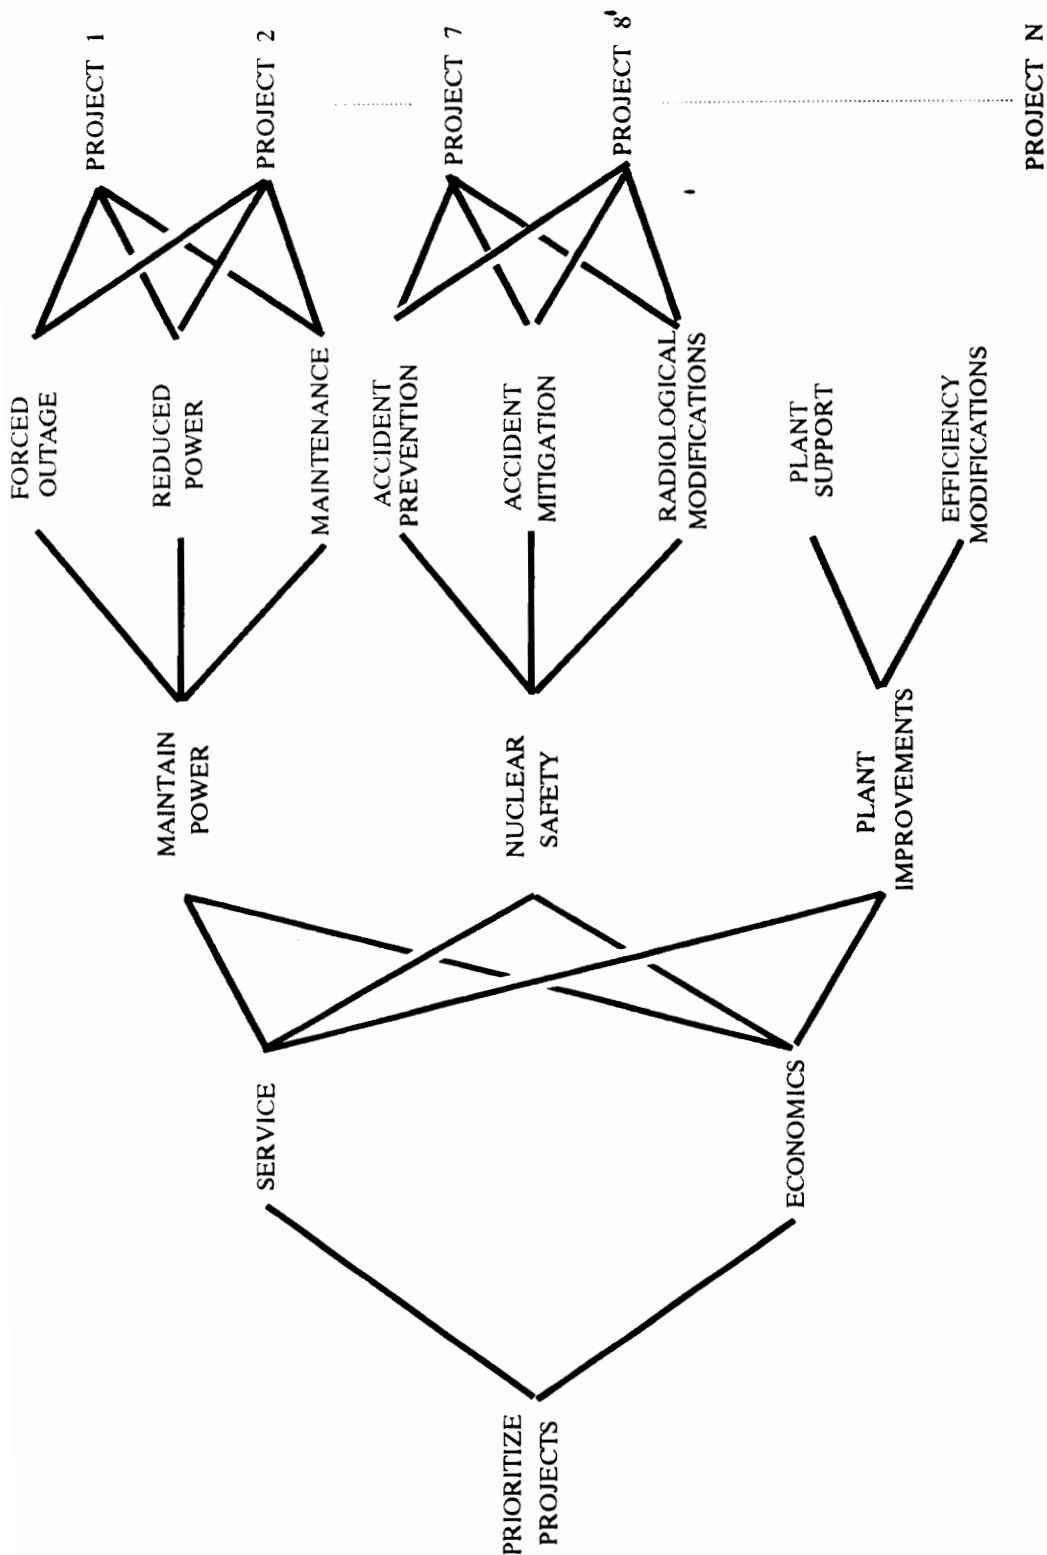 PRIORITIZE
PROJECTS
SERVICE
ECONOMICS
MAINTAIN
POWER
NUCLEAR
SAFETY
PLANT
IMPROVEMENTS
FORCED
OUTAGE
REDUCED
POWER
MAINTENANCE
ACCIDENT
PREVENTION
ACCIDENT
MITIGATION
RADIOLOGICAL
MODIFICATIONS
PLANT
SUPPORT
EFFICIENCY
MODIFICATIONS
PROJECT 1
PROJECT 2
PROJECT 7
PROJECT 8
PROJECT N